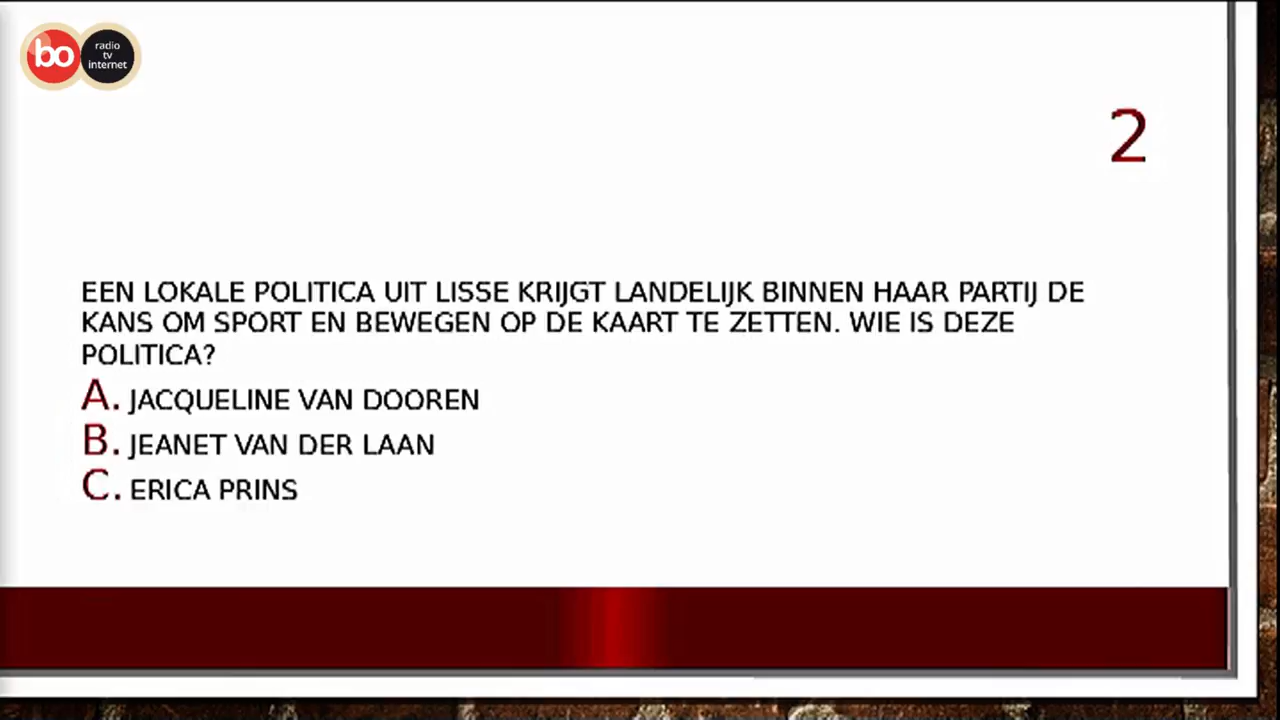 bo
radio
tv
internet
2
EEN LOKALE POLITICA UIT LISSE KRIJGT LANDELIJK BINNEN HAAR PARTIJ DE
KANS OM SPORT EN BEWEGEN OP DE KAART TE ZETTEN. WIE IS DEZE
POLITICA?
A. JACQUELINE VAN DOOREN
B. JEANET VAN DER LAAN
C. ERICA PRINS